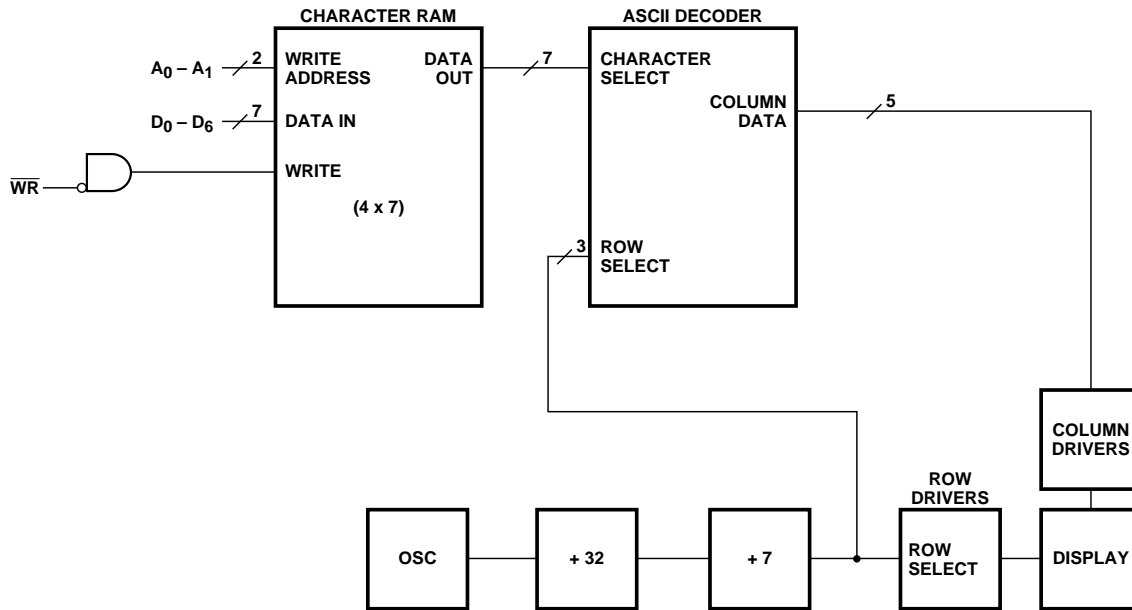 CHARACTER RAM
ASCII DECODER
A0 – A1
2
WRITE
ADDRESS
DATA
OUT
7
CHARACTER
SELECT
D0 – D6
7
DATA IN
COLUMN
DATA
5
WR
WRITE
(4 x 7)
3
ROW
SELECT
COLUMN
DRIVERS
ROW
DRIVERS
OSC
+ 32
+ 7
ROW
SELECT
DISPLAY